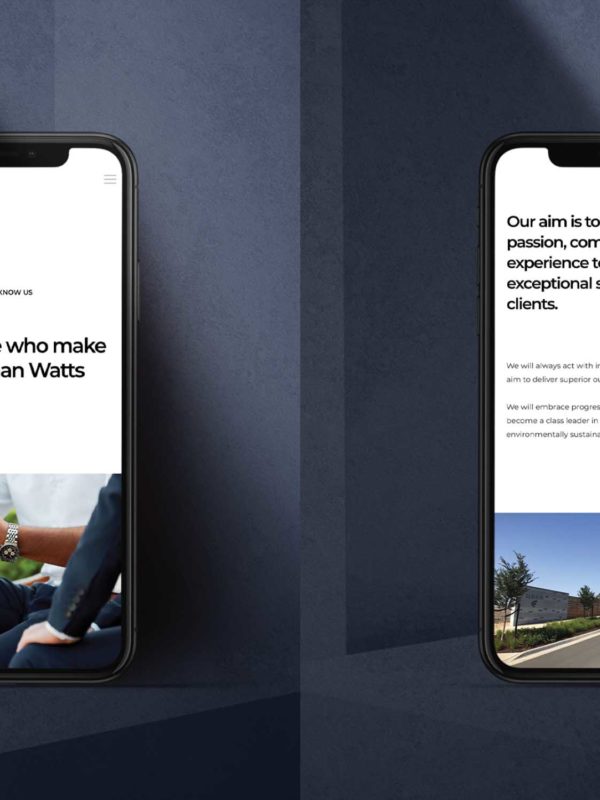 KNOW US
who make
an Watts
Our aim is to
passion, com
experience t
exceptional s
clients.
We will always act with in
aim to deliver superior ou
We will embrace progres
become a class leader in
environmentally sustaina